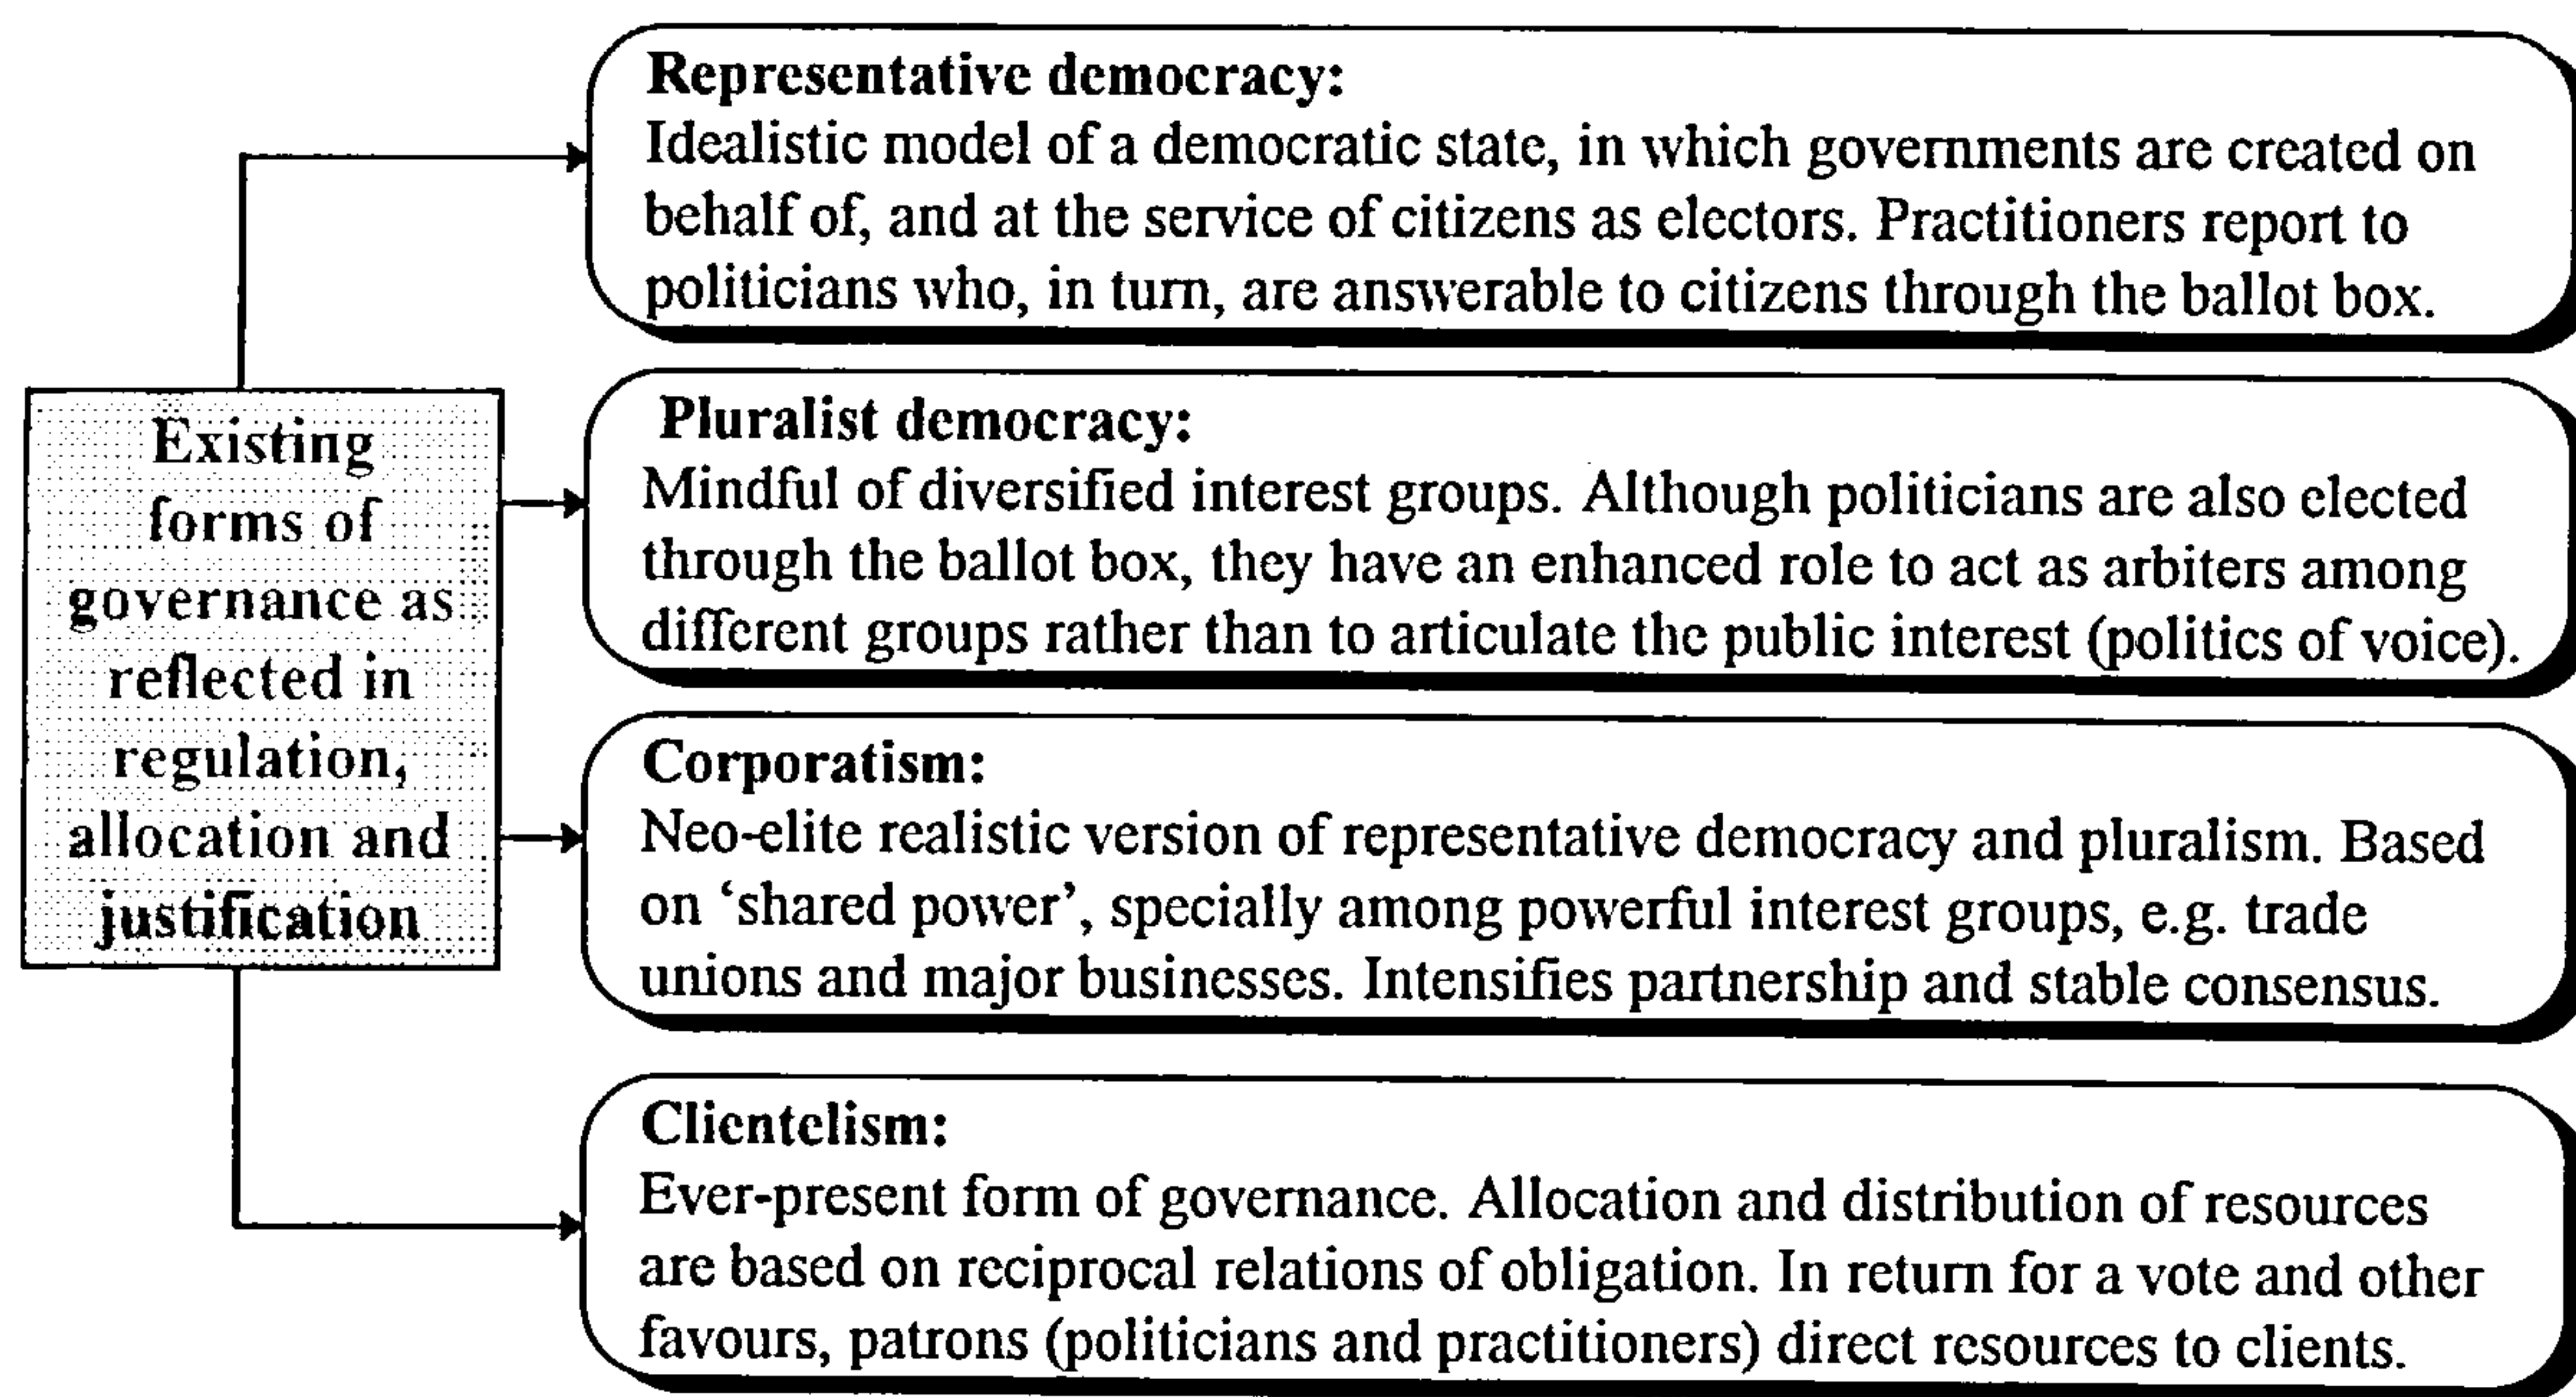 Representative democracy:
Idealistic model of a democratic state, in which governments are created on
behalf of, and at the service of citizens as electors. Practitioners report to
politicians who, in turn, are answerable to citizens through the ballot box.
Existing
forms of
governance as
reflected in
regulation,
allocation and
justification
Pluralist democracy:
Mindful of diversified interest groups. Although politicians are also elected
through the ballot box, they have an enhanced role to act as arbiters among
different groups rather than to articulate the public interest (politics of voice).
Corporatism:
Neo-elite realistic version of representative democracy and pluralism. Based
on ‘shared power’, specially among powerful interest groups, e.g. trade
unions and major businesses. Intensifies partnership and stable consensus.
Clientelism:
Ever-present form of governance. Allocation and distribution of resources
are based on reciprocal relations of obligation. In return for a vote and other
favours, patrons (politicians and practitioners) direct resources to clients.